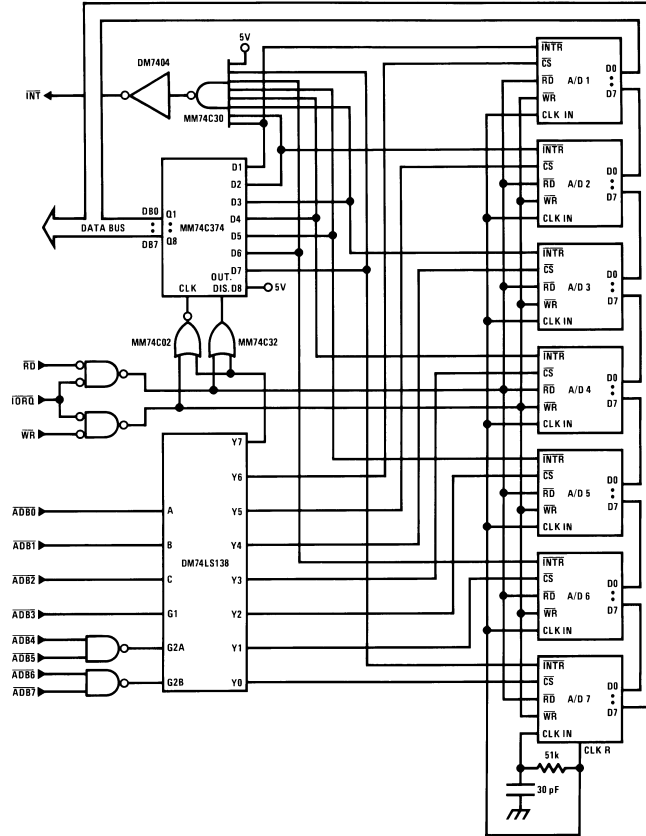 5V
DM7404
INT
MM74C30
INTR
CS
RD A/D 1
WR
CLK IN
D0
D7
INTR
CS
RD A/D 2
WR
CLK IN
D0
D7
INTR
CS
RD A/D 3
WR
CLK IN
D0
D7
INTR
CS
RD A/D 4
WR
CLK IN
D0
D7
INTR
CS
RD A/D 5
WR
CLK IN
D0
D7
INTR
CS
RD A/D 6
WR
CLK IN
D0
D7
INTR
CS
RD A/D 7
WR
CLK IN
D0
D7
CLK R
51k
30 pF
D1
D2
D3
D4
D5
D6
D7
DB0 Q1
MM74C374
DATA BUS
DB7 Q8
OUT.
CLK DIS. D8 5V
MM74C02 MM74C32
RD
IORQ
WR
Y7
Y6
ADB0 A Y5
ADB1 B Y4
DM74LS138
ADB2 C Y3
ADB3 G1 Y2
ADB4
G2A Y1
ADB5
ADB6
G2B Y0
ADB7